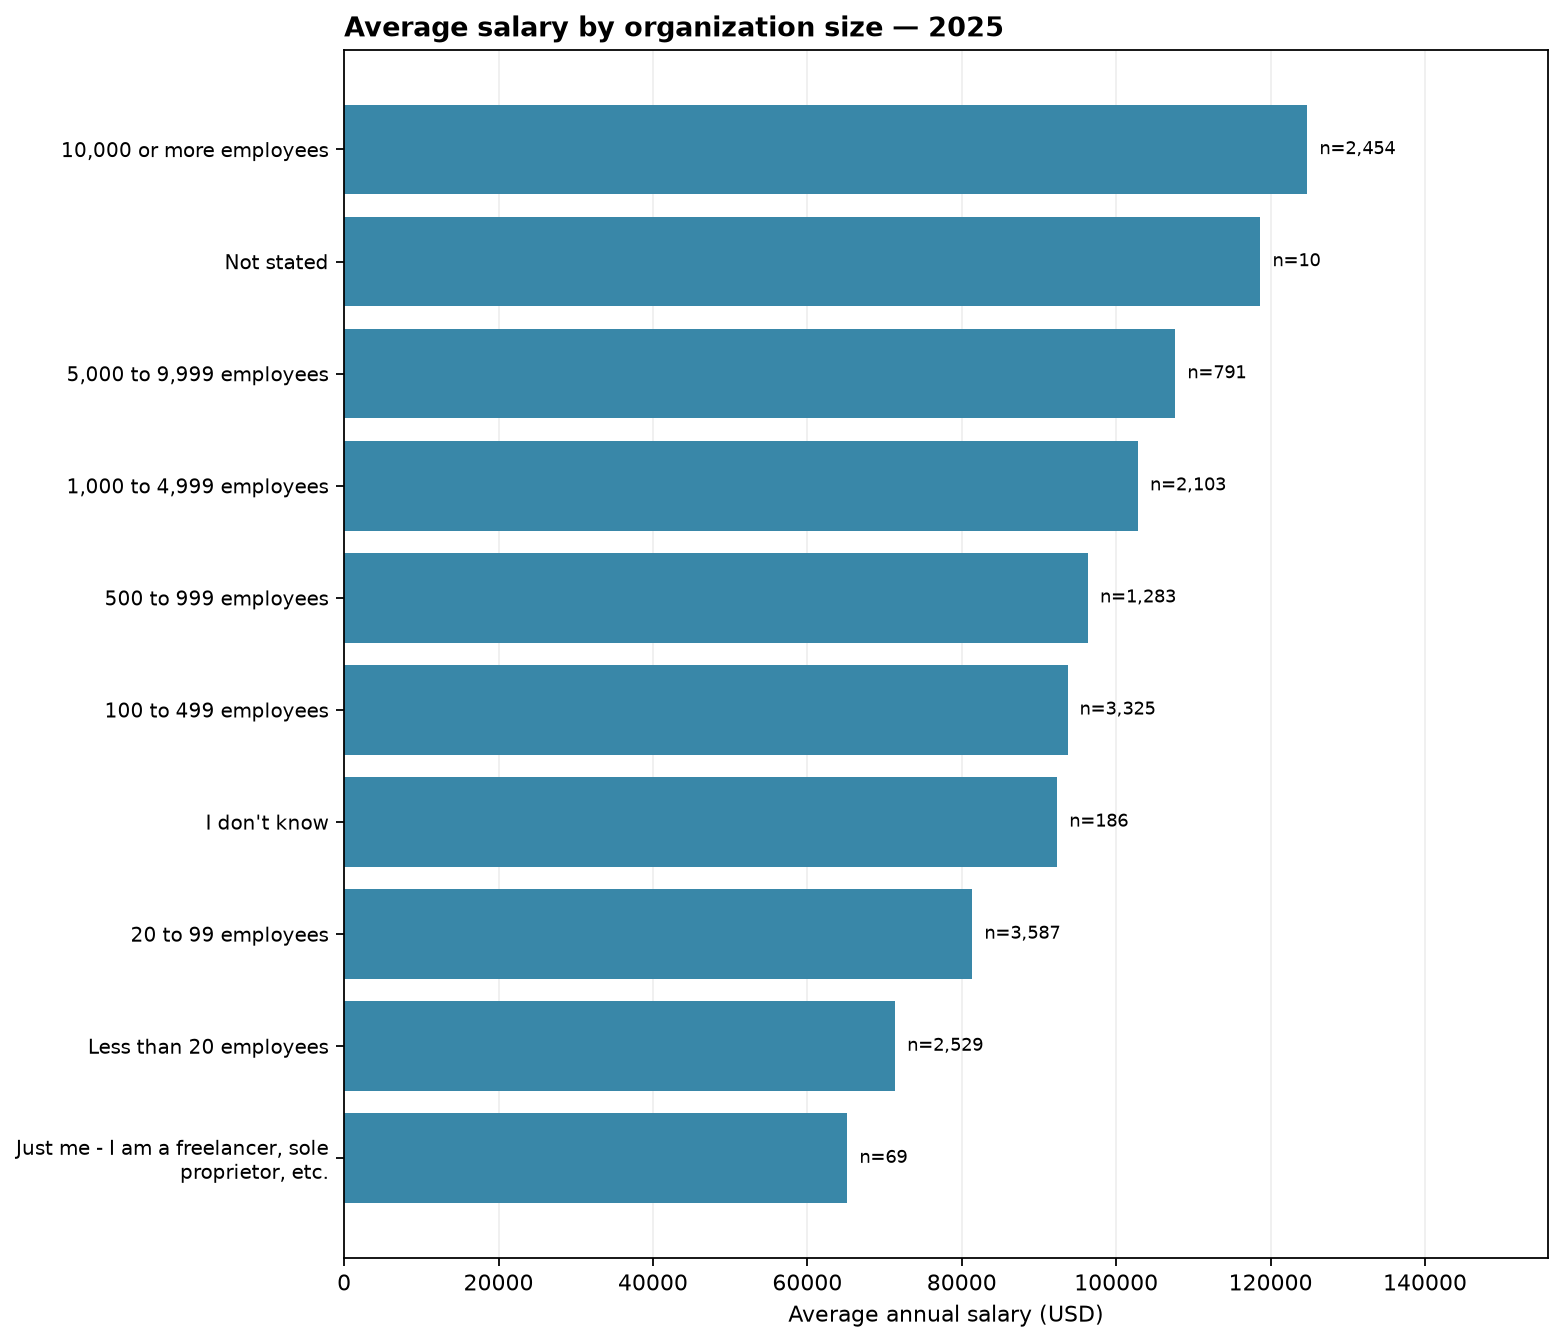 Average salary by organization size — 2025
10,000 or more employees
n=2,454
Not stated
n=10
5,000 to 9,999 employees
n=791
1,000 to 4,999 employees
n=2,103
500 to 999 employees
n=1,283
100 to 499 employees
n=3,325
I don't know
n=186
20 to 99 employees
n=3,587
Less than 20 employees
n=2,529
Just me - I am a freelancer, sole
proprietor, etc.
n=69
0 20000 40000 60000 80000 100000 120000 140000
Average annual salary (USD)